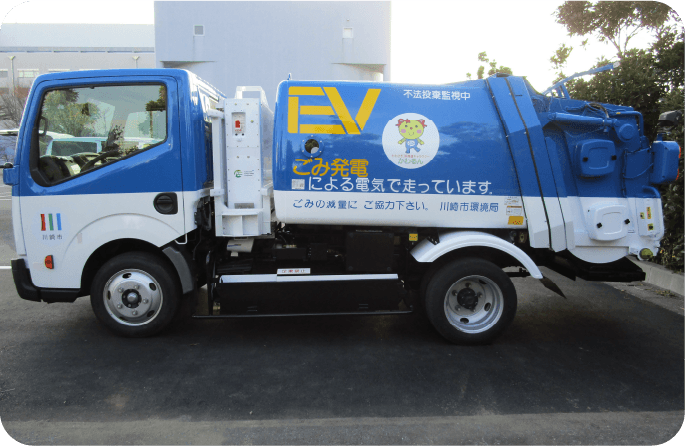 不法投棄監視中
EV
ごみ発電
による電気で走っています。
ごみの減量に ご協力下さい。 川崎市環境局
川崎市